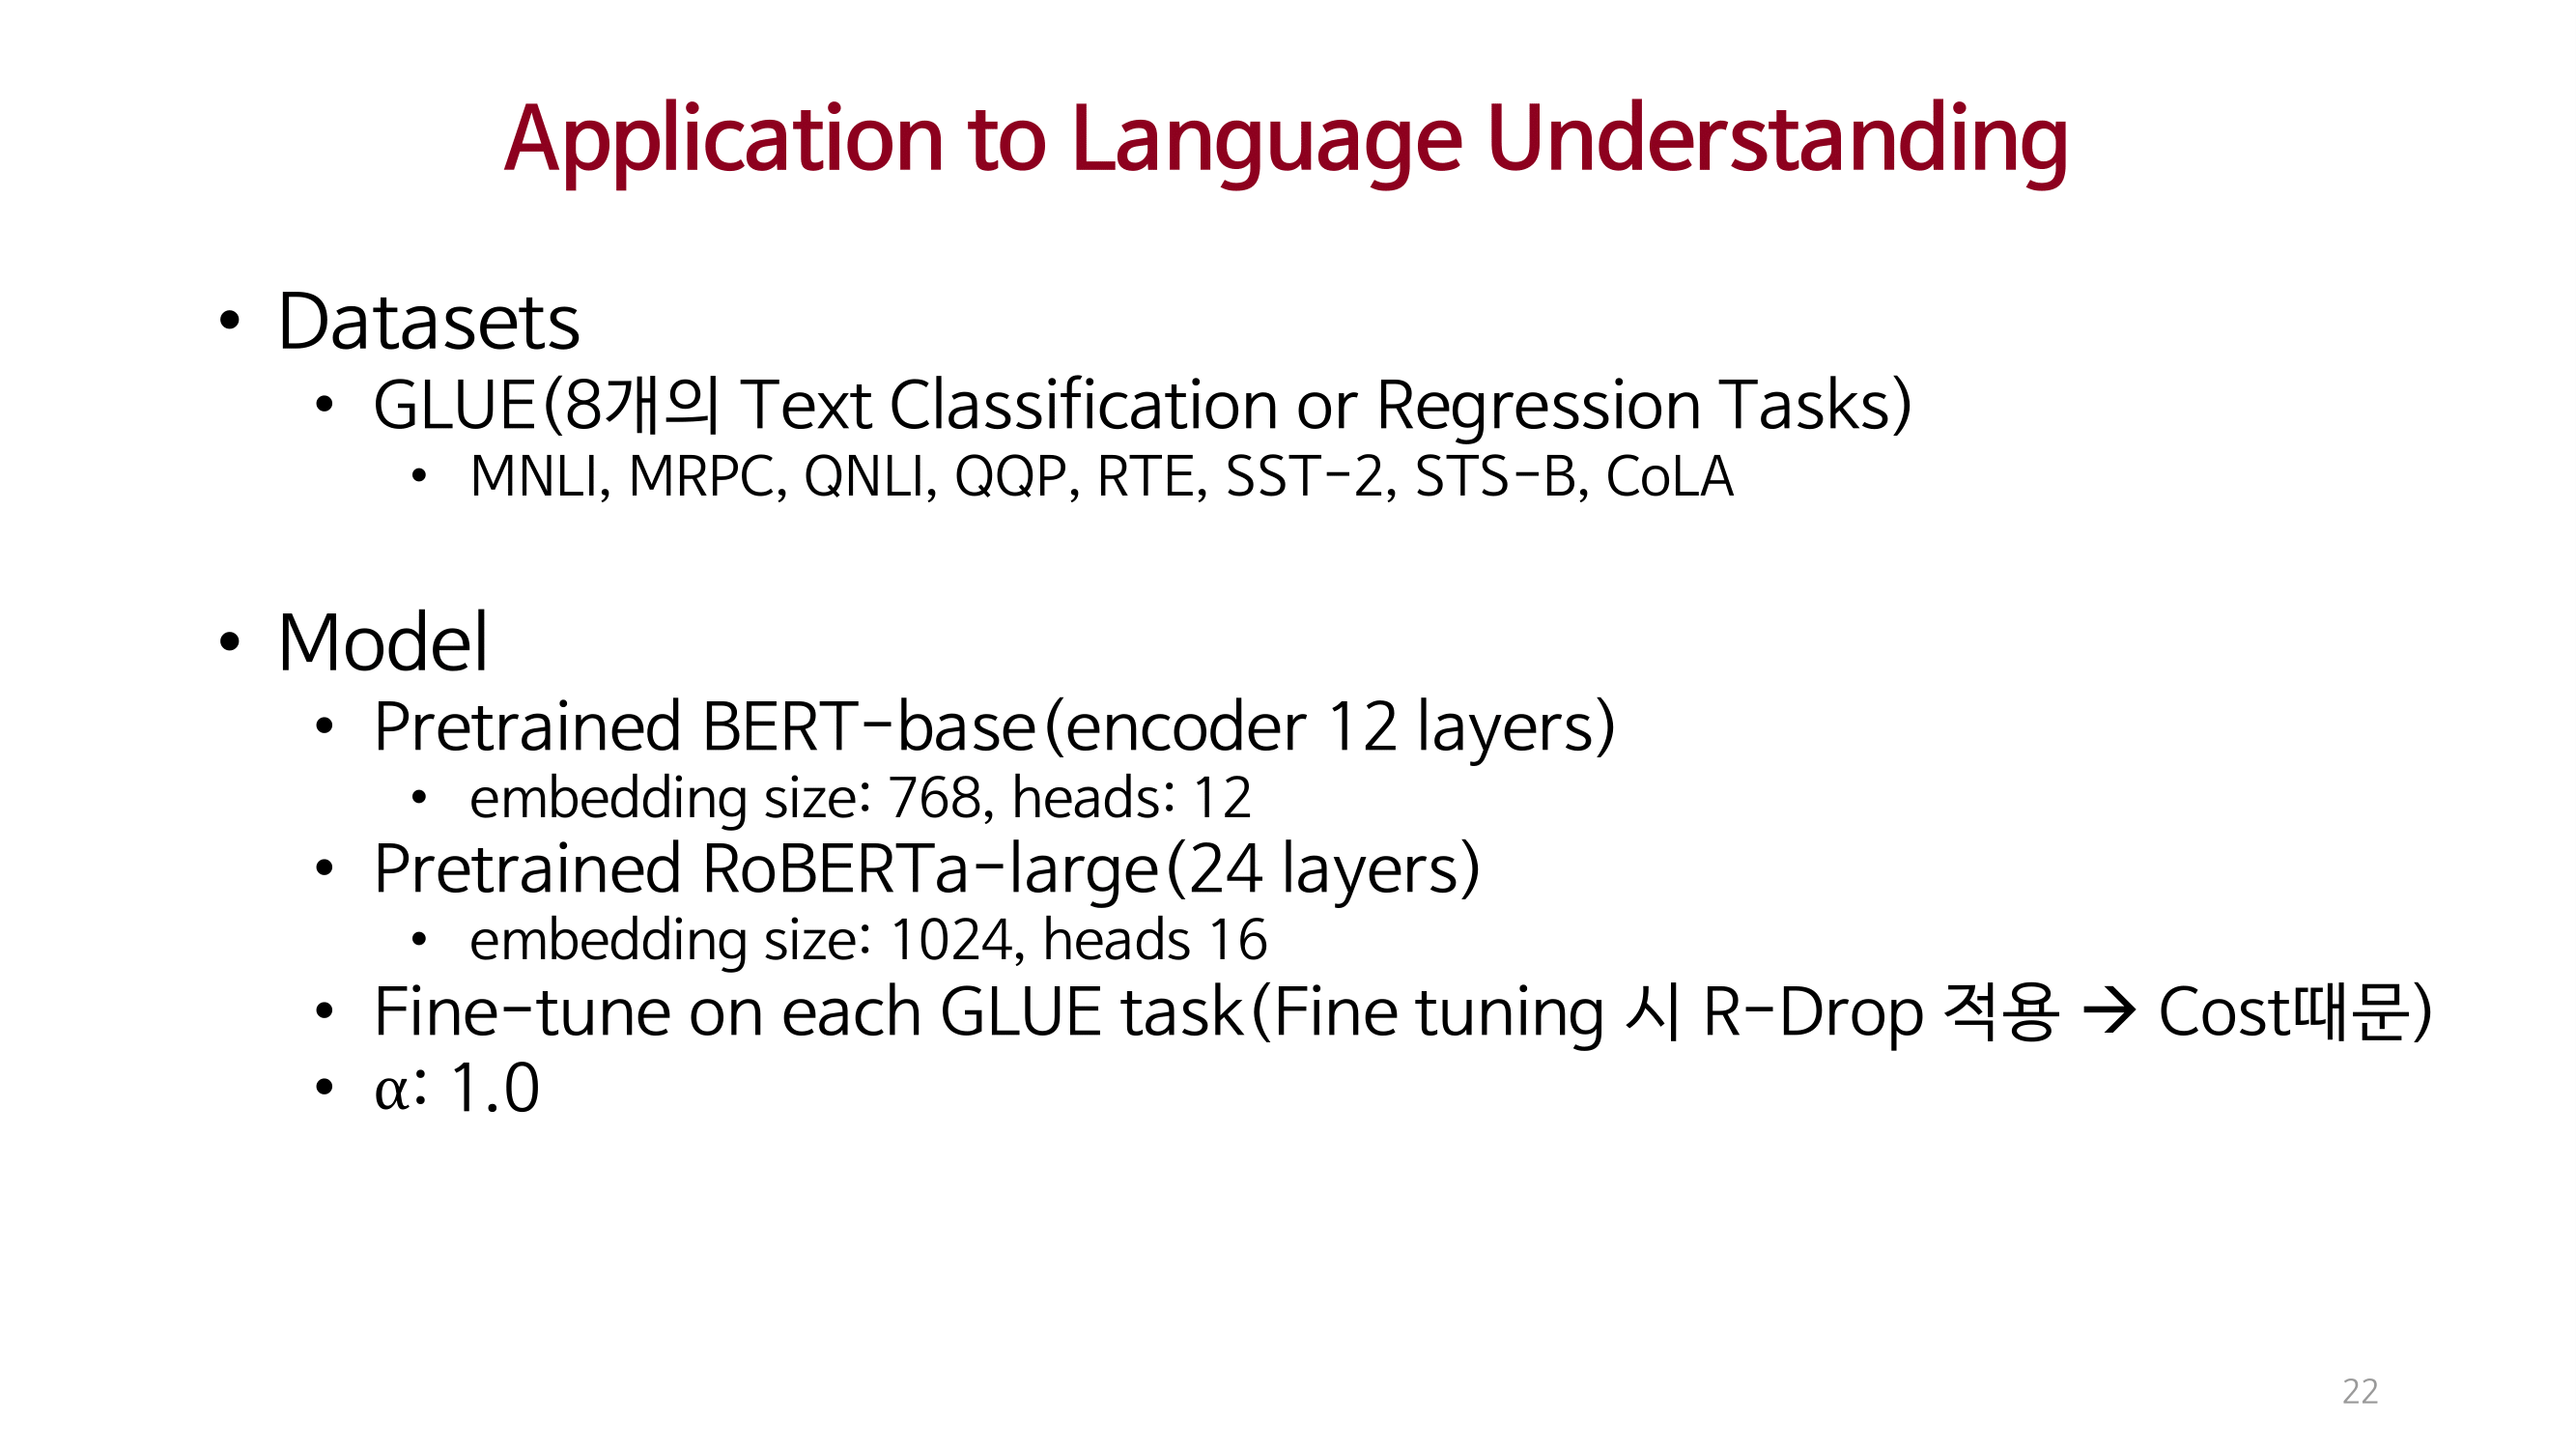 Application to Language Understanding
• Datasets
• GLUE(8개의 Text Classification or Regression Tasks)
• MNLI, MRPC, QNLI, QQP, RTE, SST-2, STS-B, CoLA
• Model
• Pretrained BERT-base(encoder 12 layers)
• embedding size: 768, heads: 12
• Pretrained RoBERTa-large(24 layers)
• embedding size: 1024, heads 16
• Fine-tune on each GLUE task(Fine tuning 시 R-Drop 적용 → Cost때문)
• α: 1.0
22